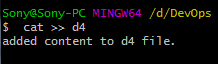 Sony@Sony-PC MINGW64 /d/DevOps
$ cat >> d4
added content to d4 file.